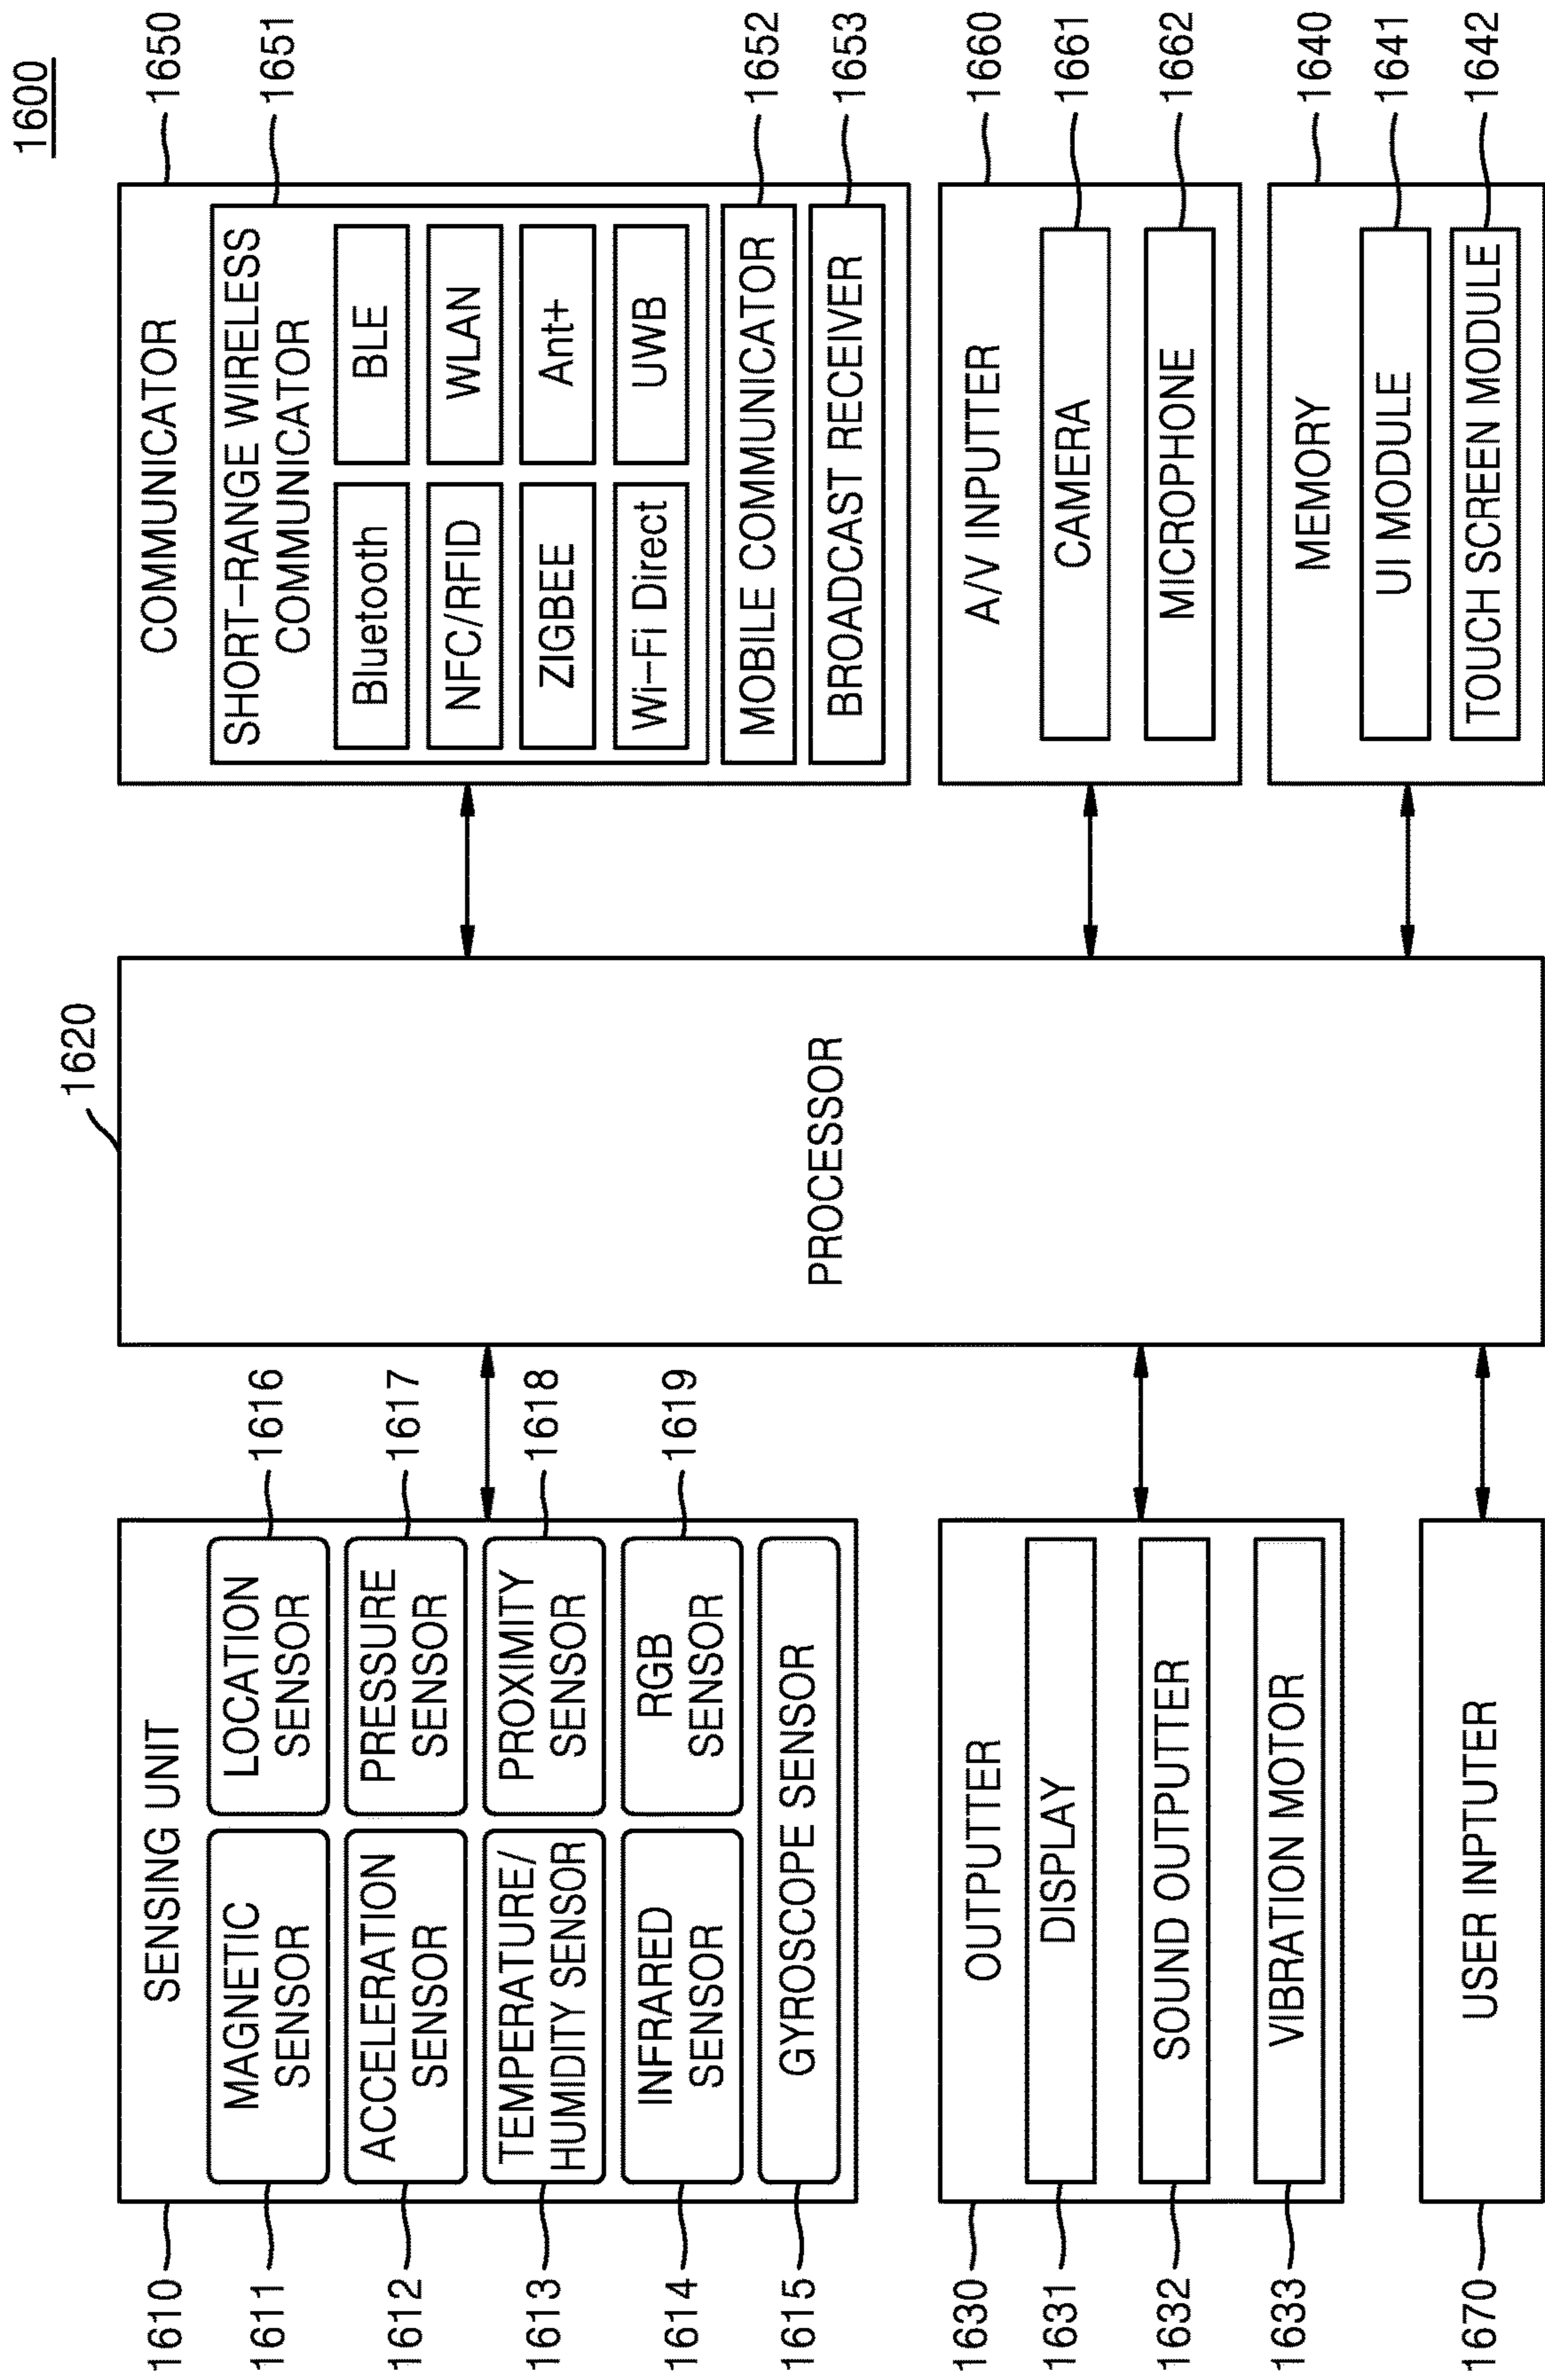 1600
1610
SENSING UNIT
1611
MAGNETIC
SENSOR
LOCATION
SENSOR
1616
1612
ACCELERATION
SENSOR
PRESSURE
SENSOR
1617
1613
TEMPERATURE/
HUMIDITY SENSOR
PROXIMITY
SENSOR
1618
1614
INFRARED
SENSOR
RGB
SENSOR
1619
1615
GYROSCOPE SENSOR
1630
OUTPUTTER
1631
DISPLAY
1632
SOUND OUTPUTTER
1633
VIBRATION MOTOR
1670
USER INPTUTER
1620
PROCESSOR
COMMUNICATOR
1650
SHORT-RANGE WIRELESS
COMMUNICATOR
1651
Bluetooth
BLE
NFC/RFID
WLAN
ZIGBEE
Ant+
Wi-Fi Direct
UWB
MOBILE COMMUNICATOR
1652
BROADCAST RECEIVER
1653
A/V INPUTTER
1660
CAMERA
1661
MICROPHONE
1662
MEMORY
1640
UI MODULE
1641
TOUCH SCREEN MODULE
1642